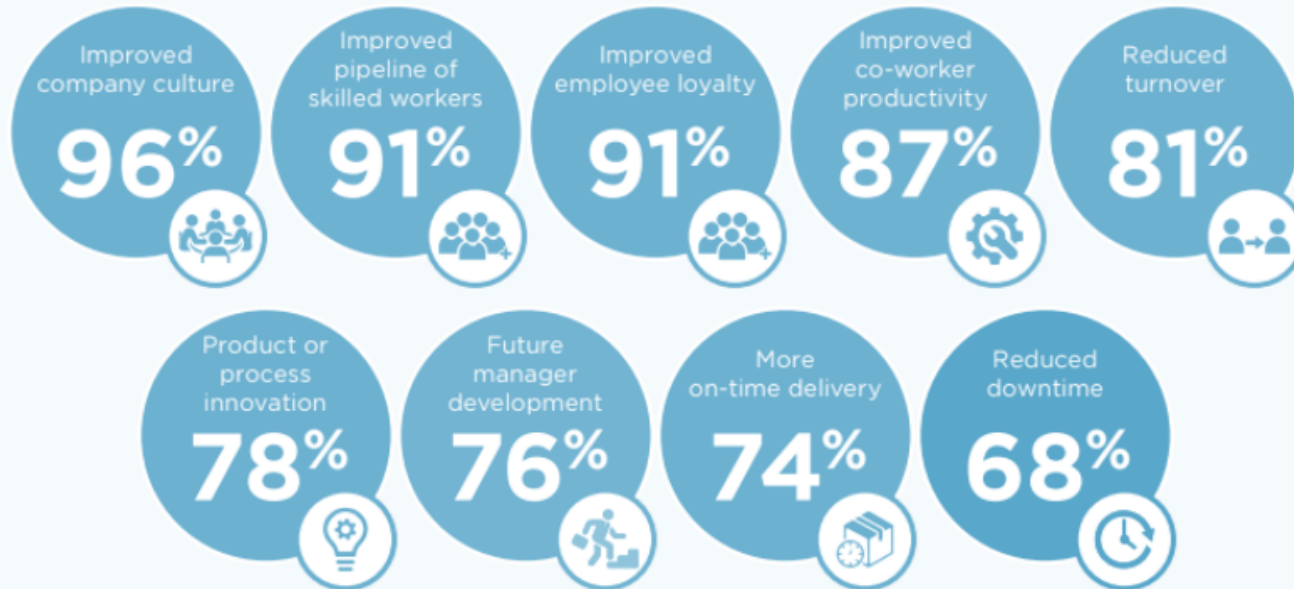 Improved
company culture
96%
Improved
pipeline of
skilled workers
91%
Improved
employee loyalty
91%
Improved
co-worker
productivity
87%
Reduced
turnover
81%
Product or
process
innovation
78%
Future
manager
development
76%
More
on-time delivery
74%
Reduced
downtime
68%